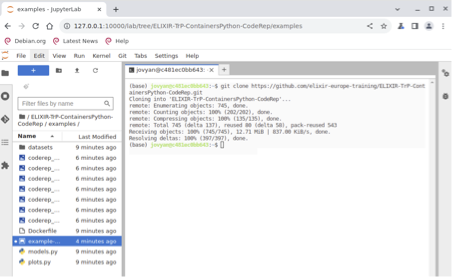 examples - JupyterLab
127.0.0.1:10000/lab/tree/ELIXIR-TrP-ContainersPython-CodeRep/examples
Debian.org Latest News Help
File Edit View Run Kernel Git Tabs Settings Help
jovyan@c481ec0bb643:
Filter files by name
/ ELIXIR-TrP-ContainersPython-
CodeRep / examples /
Name Last Modified
datasets 9 minutes ago
coderep_... 6 minutes ago
coderep_... 6 minutes ago
coderep_... 6 minutes ago
coderep_... 6 minutes ago
coderep_... 6 minutes ago
coderep_... 6 minutes ago
Dockerfile 9 minutes ago
example-... 4 minutes ago
models.py 9 minutes ago
plots.py 9 minutes ago
(base) jovyan@c481ec0bb643:~$ git clone https://github.com/elixir-europe-training/ELIXIR-TrP-Cont
ainersPython-CodeRep.git
Cloning into 'ELIXIR-TrP-ContainersPython-CodeRep'...
remote: Enumerating objects: 745, done.
remote: Counting objects: 100% (202/202), done.
remote: Compressing objects: 100% (135/135), done.
remote: Total 745 (delta 137), reused 80 (delta 58), pack-reused 543
Receiving objects: 100% (745/745), 12.71 MiB | 837.00 KiB/s, done.
Resolving deltas: 100% (397/397), done.
(base) jovyan@c481ec0bb643:~$